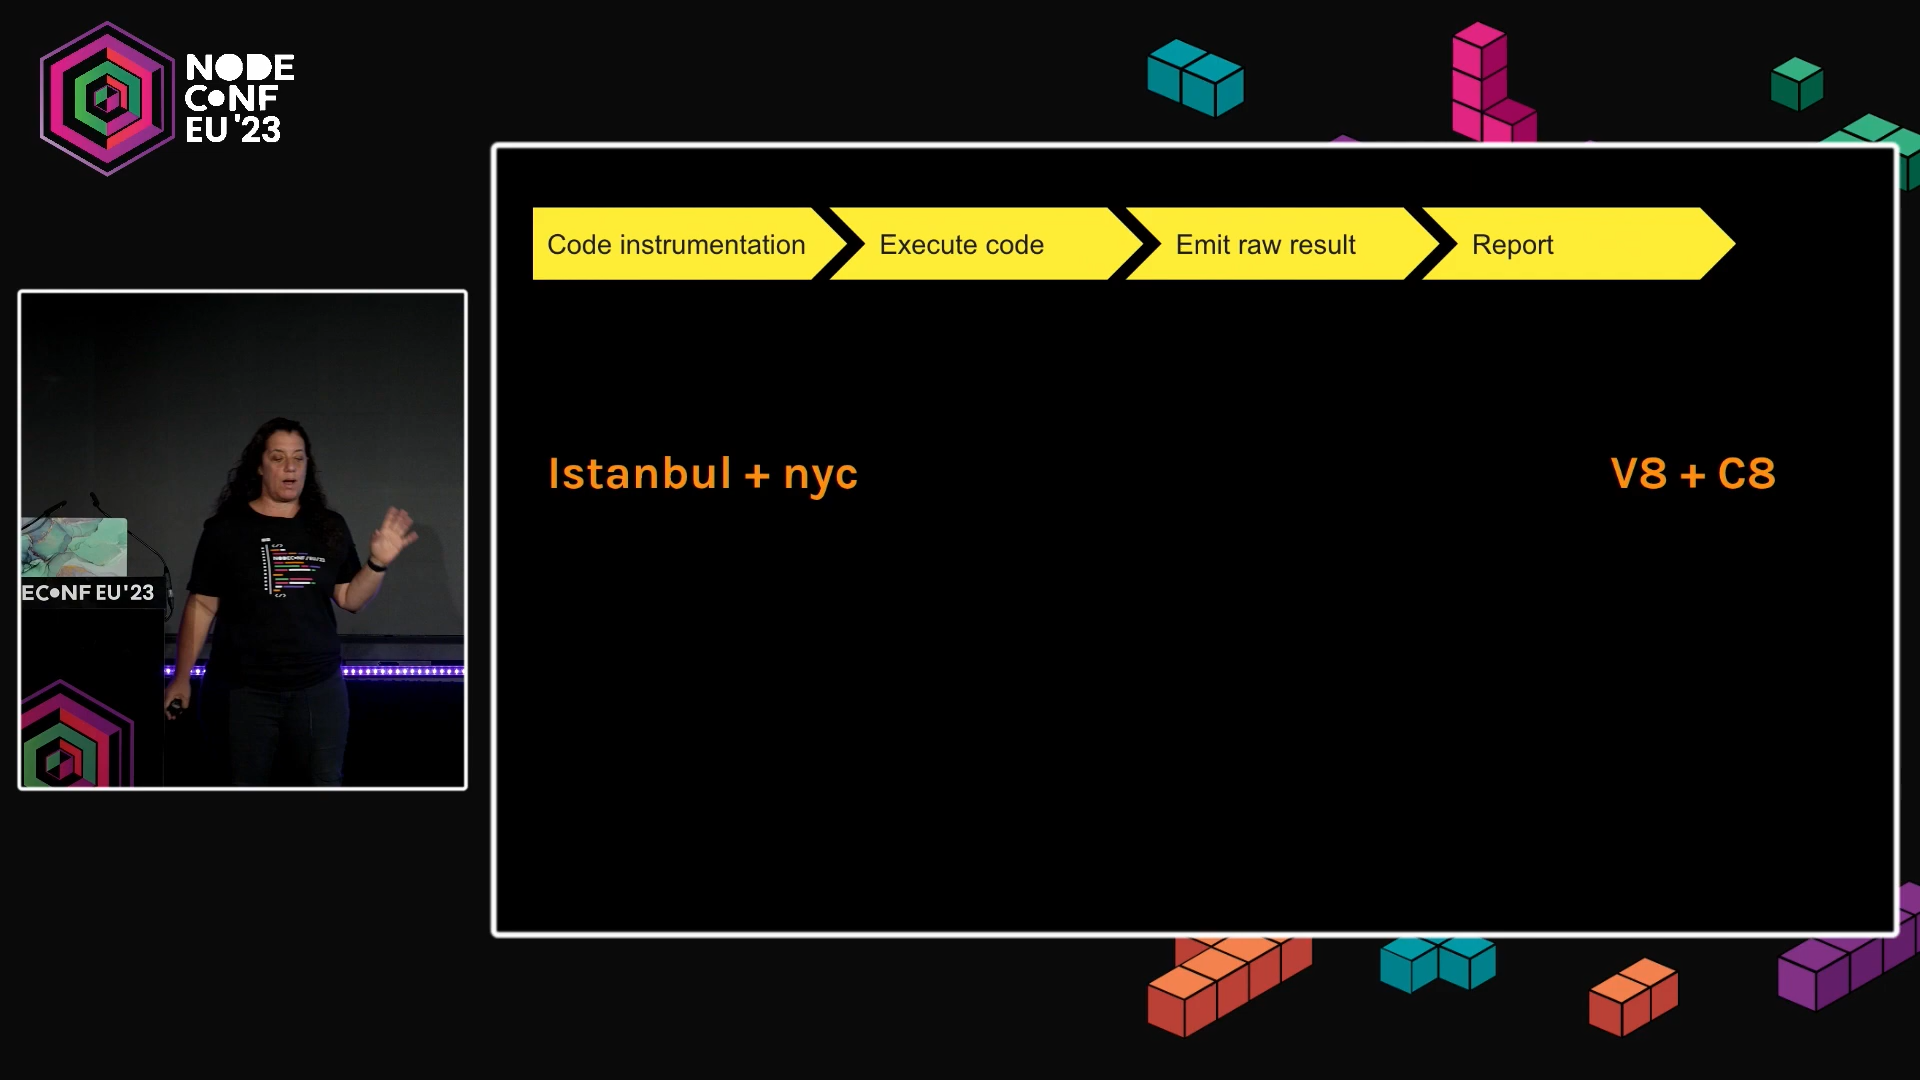 NODE
CONF
EU '23
Code instrumentation
Execute code
Emit raw result
Report
Istanbul + nyc
V8 + C8
ECONF EU'23